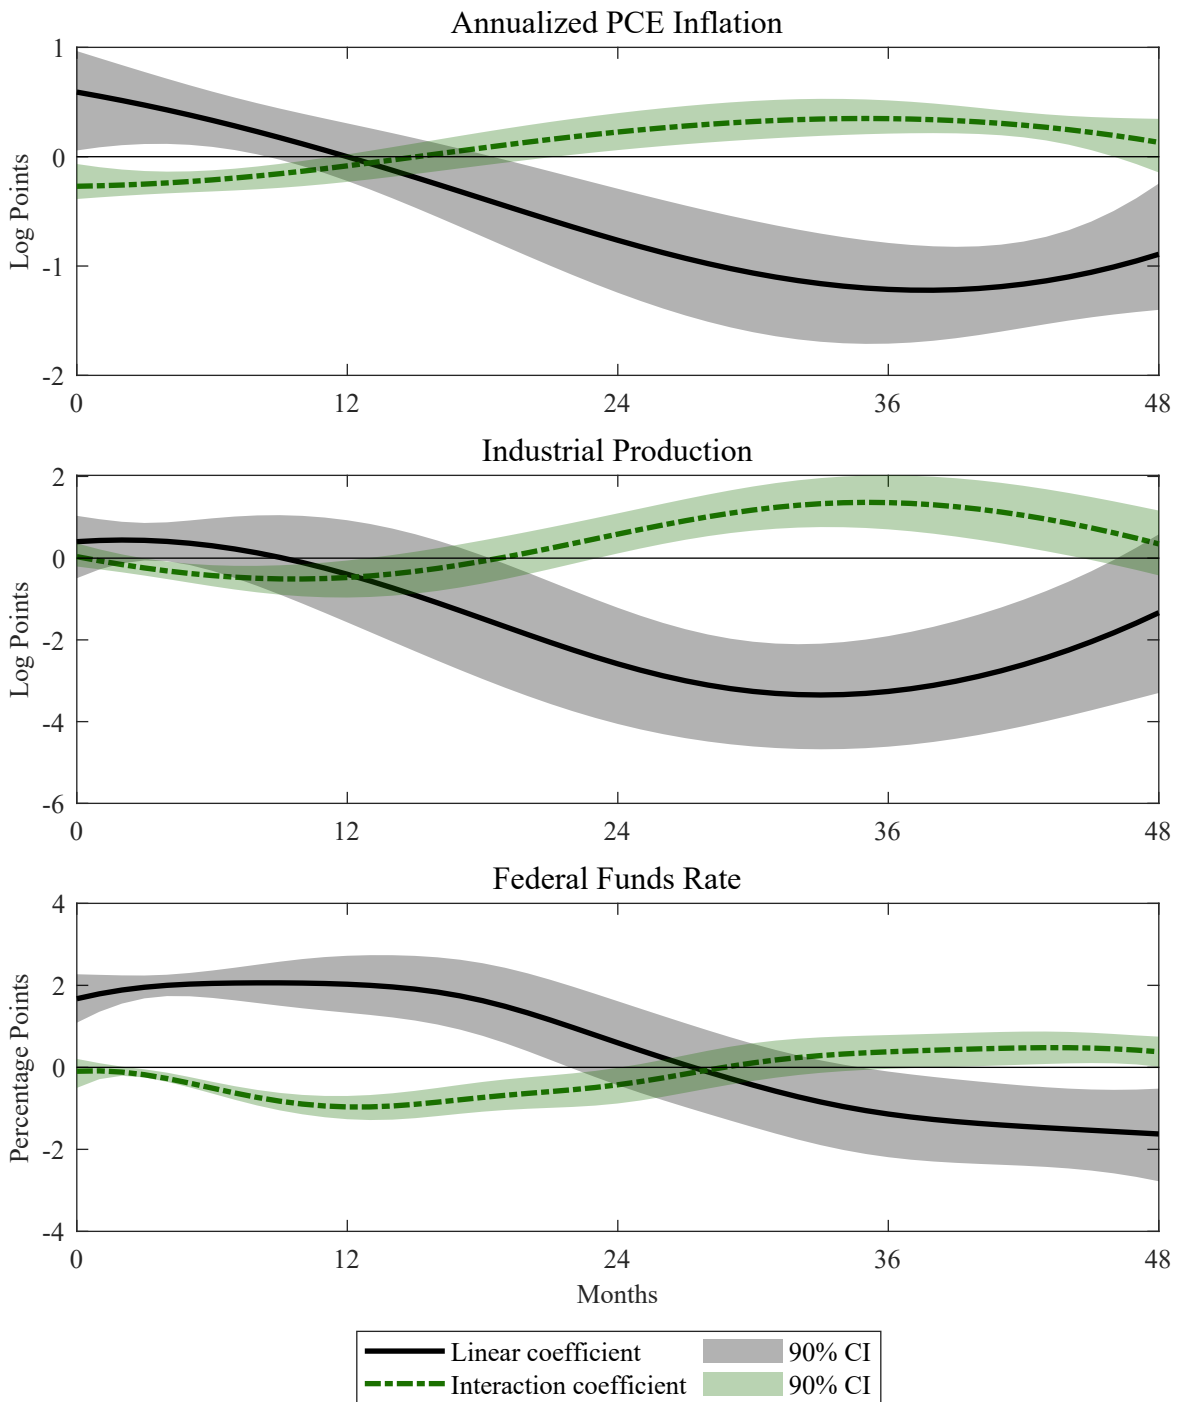 Annualized PCE Inflation
1
0
-1
-2
Log Points
0 12 24 36 48
Industrial Production
2
0
-2
-4
-6
Log Points
0 12 24 36 48
Federal Funds Rate
4
2
0
-2
-4
Percentage Points
0 12 24 36 48
Months
Linear coefficient 90% CI
Interaction coefficient 90% CI